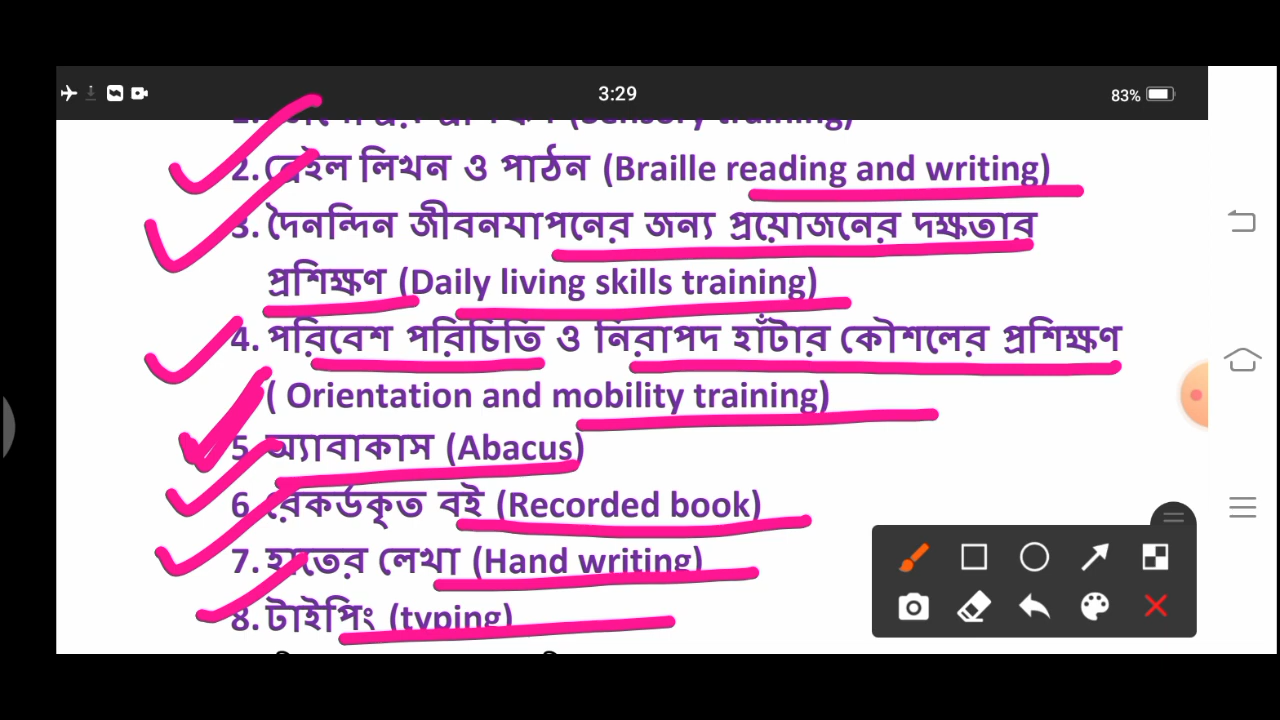 3:29
83%
(Sensory training)
2. ব্রেইল লিখন ও পাঠন (Braille reading and writing)
3. দৈনন্দিন জীবনযাপনের জন্য প্রয়োজনের দক্ষতার
প্রশিক্ষণ (Daily living skills training)
4. পরিবেশ পরিচিতি ও নিরাপদ হাঁটার কৌশলের প্রশিক্ষণ
( Orientation and mobility training)
5. অ্যাবাকাস (Abacus)
6. রেকর্ডকৃত বই (Recorded book)
7. হাতের লেখা (Hand writing)
8. টাইপিং (typing)